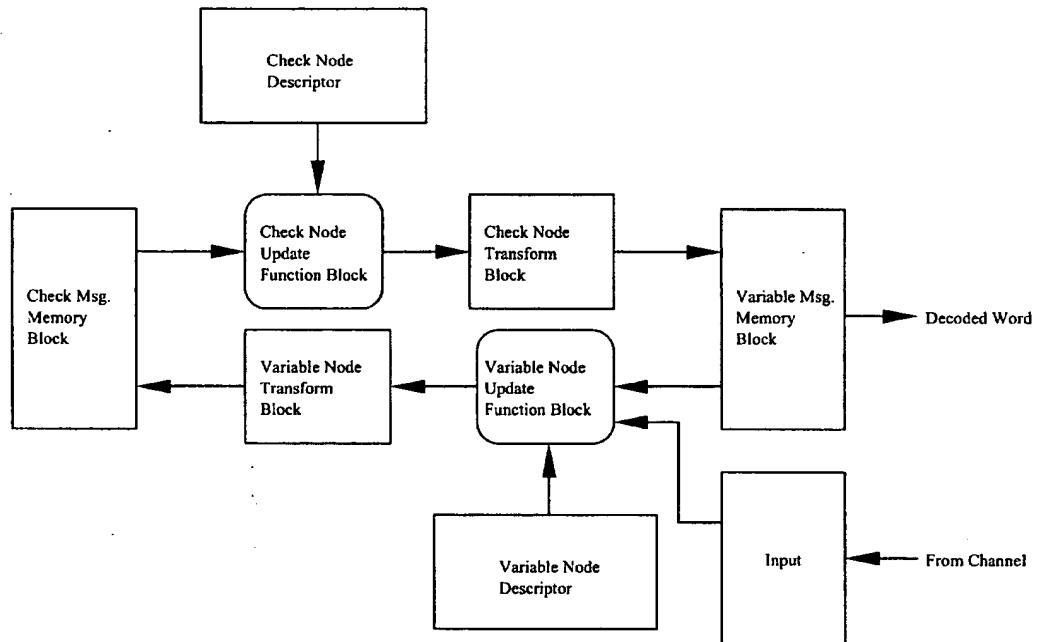 Check Node
Descriptor
Check Node
Update
Function Block
Check Node
Transform
Block
Check Msg.
Memory
Block
Variable Msg.
Memory
Block
Decoded Word
Variable Node
Transform
Block
Variable Node
Update
Function Block
Variable Node
Descriptor
Input
From Channel